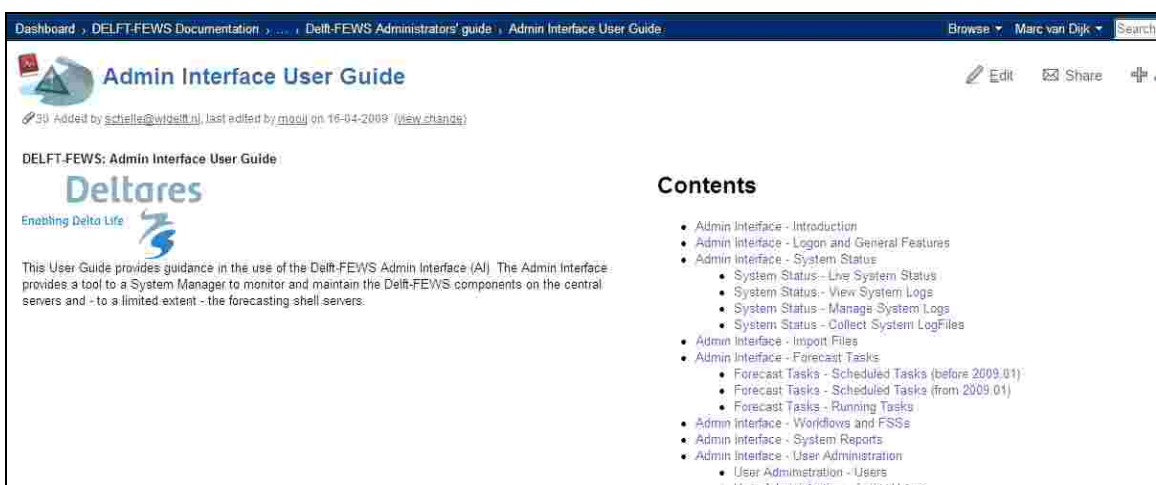 Dashboard › DELFT-FEWS Documentation › ... › Delft-FEWS Administrators' guide › Admin Interface User Guide
Browse Marc van Dijk Search
Admin Interface User Guide
Edit Share
Added by schelle@wldelft.nl, last edited by mooij on 16-04-2009 (view change)
DELFT-FEWS: Admin Interface User Guide
Deltares
Enabling Delta Life
This User Guide provides guidance in the use of the Delft-FEWS Admin Interface (AI). The Admin Interface
provides a tool to a System Manager to monitor and maintain the Delft-FEWS components on the central
servers and - to a limited extent - the forecasting shell servers.
Contents
Admin Interface - Introduction
Admin Interface - Logon and General Features
Admin Interface - System Status
System Status - Live System Status
System Status - View System Logs
System Status - Manage System Logs
System Status - Collect System LogFiles
Admin Interface - Import Files
Admin Interface - Forecast Tasks
Forecast Tasks - Scheduled Tasks (before 2009.01)
Forecast Tasks - Scheduled Tasks (from 2009.01)
Forecast Tasks - Running Tasks
Admin Interface - Workflows and FSSs
Admin Interface - System Reports
Admin Interface - User Administration
User Administration - Users